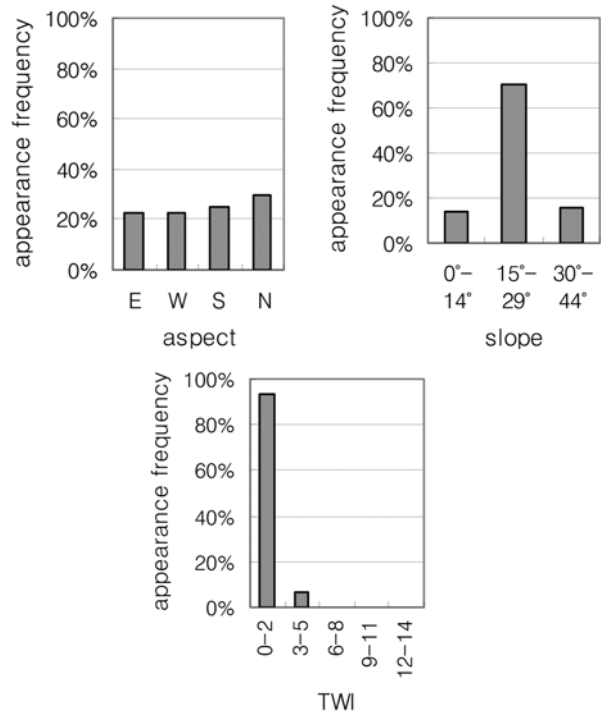 appearance frequency
100%
80%
60%
40%
20%
0%
E W S N
aspect
appearance frequency
100%
80%
60%
40%
20%
0%
0°– 15°– 30°–
14° 29° 44°
slope
appearance frequency
100%
80%
60%
40%
20%
0%
0–2
3–5
6–8
9–11
12–14
TWI